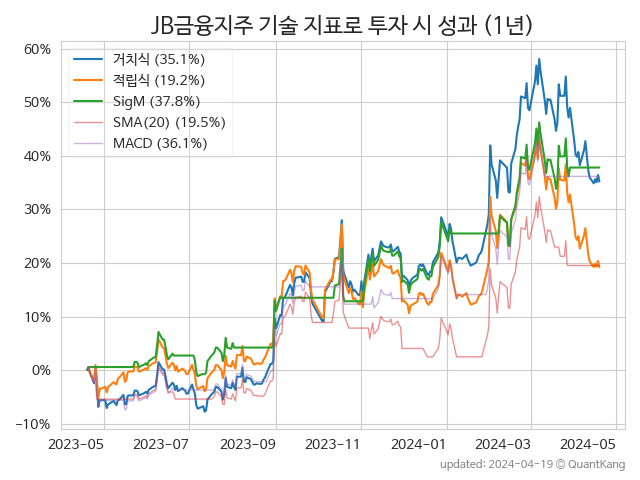 JB금융지주 기술 지표로 투자 시 성과 (1년)
거치식 (35.1%)
적립식 (19.2%)
SigM (37.8%)
SMA(20) (19.5%)
MACD (36.1%)
60%
50%
40%
30%
20%
10%
0%
−10%
2023-05 2023-07 2023-09 2023-11 2024-01 2024-03 2024-05
updated: 2024-04-19 © QuantKang